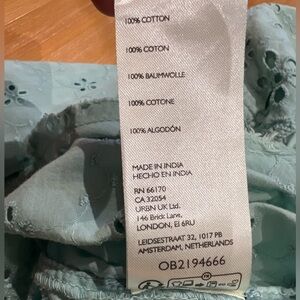 100% COTTON
100% COTON
100% BAUMWOLLE
100% COTONE
100% ALGODÓN
MADE IN INDIA
HECHO EN INDIA
RN 66170
CA 32054
URBN UK Ltd.
146 Brick Lane,
LONDON, E1 6RU
LEIDSESTRAAT 32, 1017 PB
AMSTERDAM, NETHERLANDS
OB2194666